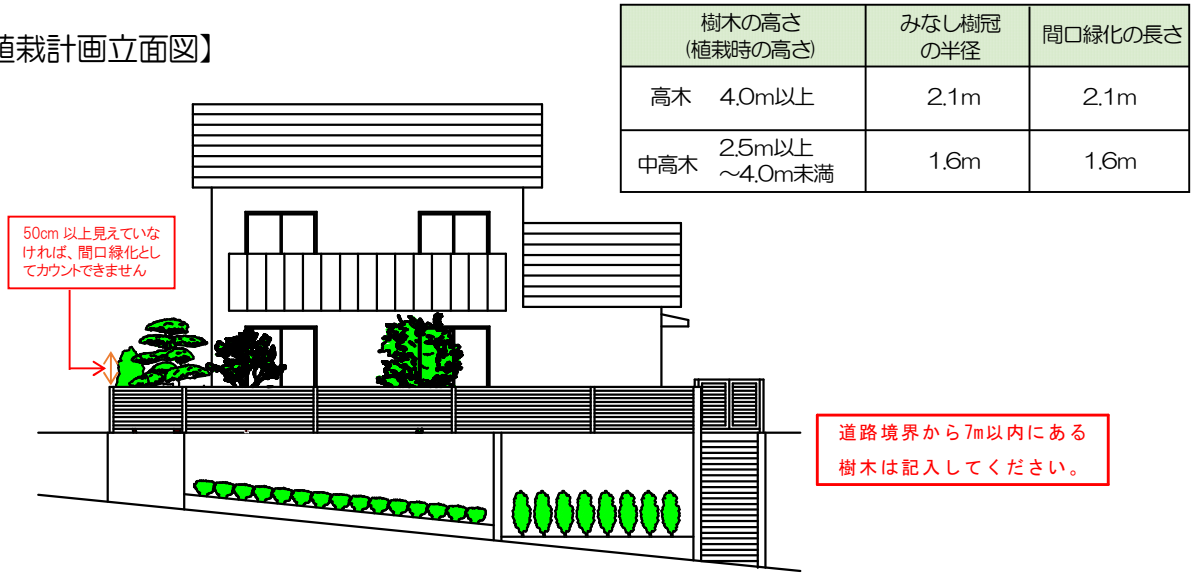 植栽計画立面図】
樹木の高さ
(植栽時の高さ)
みなし樹冠
の半径
間口緑化の長さ
高木 4.0m以上
2.1m
2.1m
中高木
2.5m以上
～4.0m未満
1.6m
1.6m
50cm 以上見えていな
ければ、間口緑化とし
てカウントできません
道路境界から7m以内にある
樹木は記入してください。